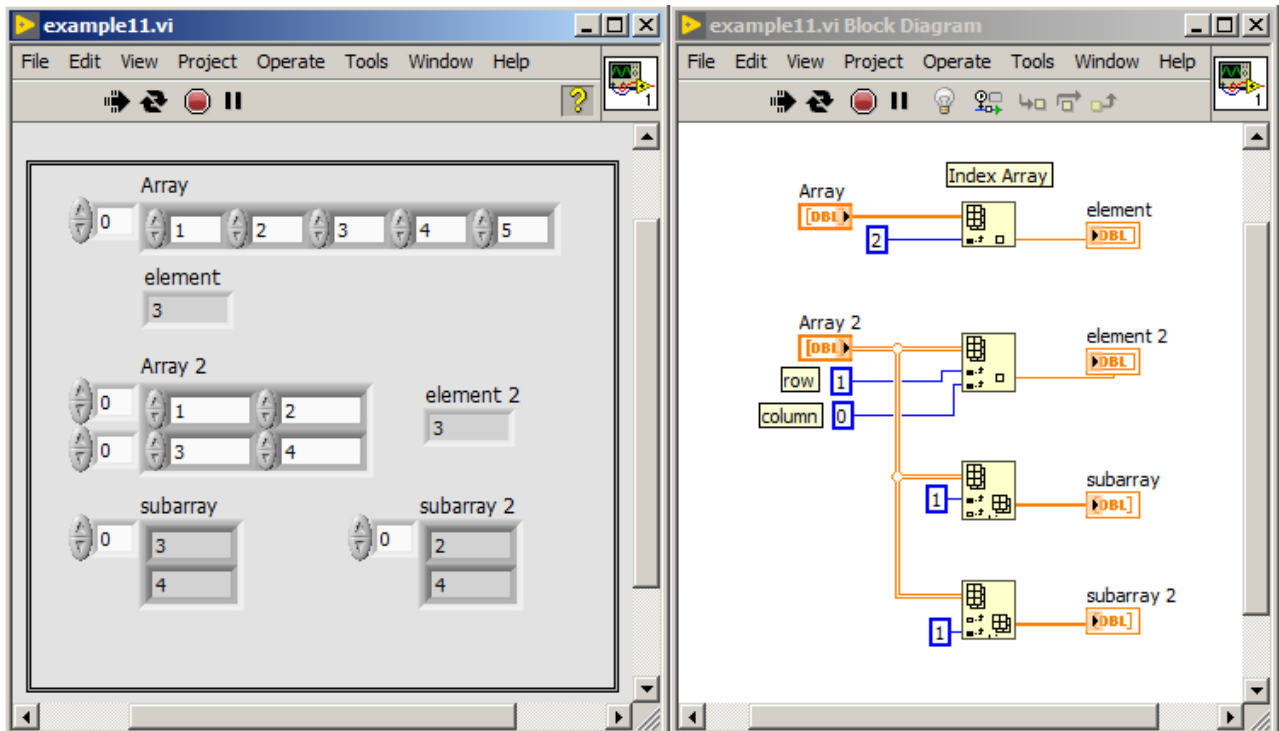 example11.vi
File Edit View Project Operate Tools Window Help
1
Array
0 1 2 3 4 5
element
3
Array 2
0 1 2
0 3 4
element 2
3
subarray
0 3
4
subarray 2
0 2
4
example11.vi Block Diagram
File Edit View Project Operate Tools Window Help
1
Index Array
Array
[DBL]
2
element
DBL
Array 2
[DBL]
row 1
column 0
element 2
DBL
1
subarray
[DBL]
1
subarray 2
[DBL]